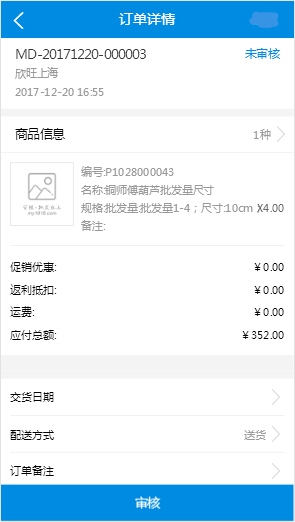 订单详情
MD-20171220-000003 未审核
欣旺上海
2017-12-20 16:55
商品信息 1种
编号:P1028000043
名称:铜师傅葫芦批发量尺寸
规格:批发量:批发量1-4；尺寸:10cm X4.00
备注:
促销优惠: ¥ 0.00
返利抵扣: ¥ 0.00
运费: ¥ 0.00
应付总额: ¥ 352.00
交货日期
配送方式 送货
订单备注
审核